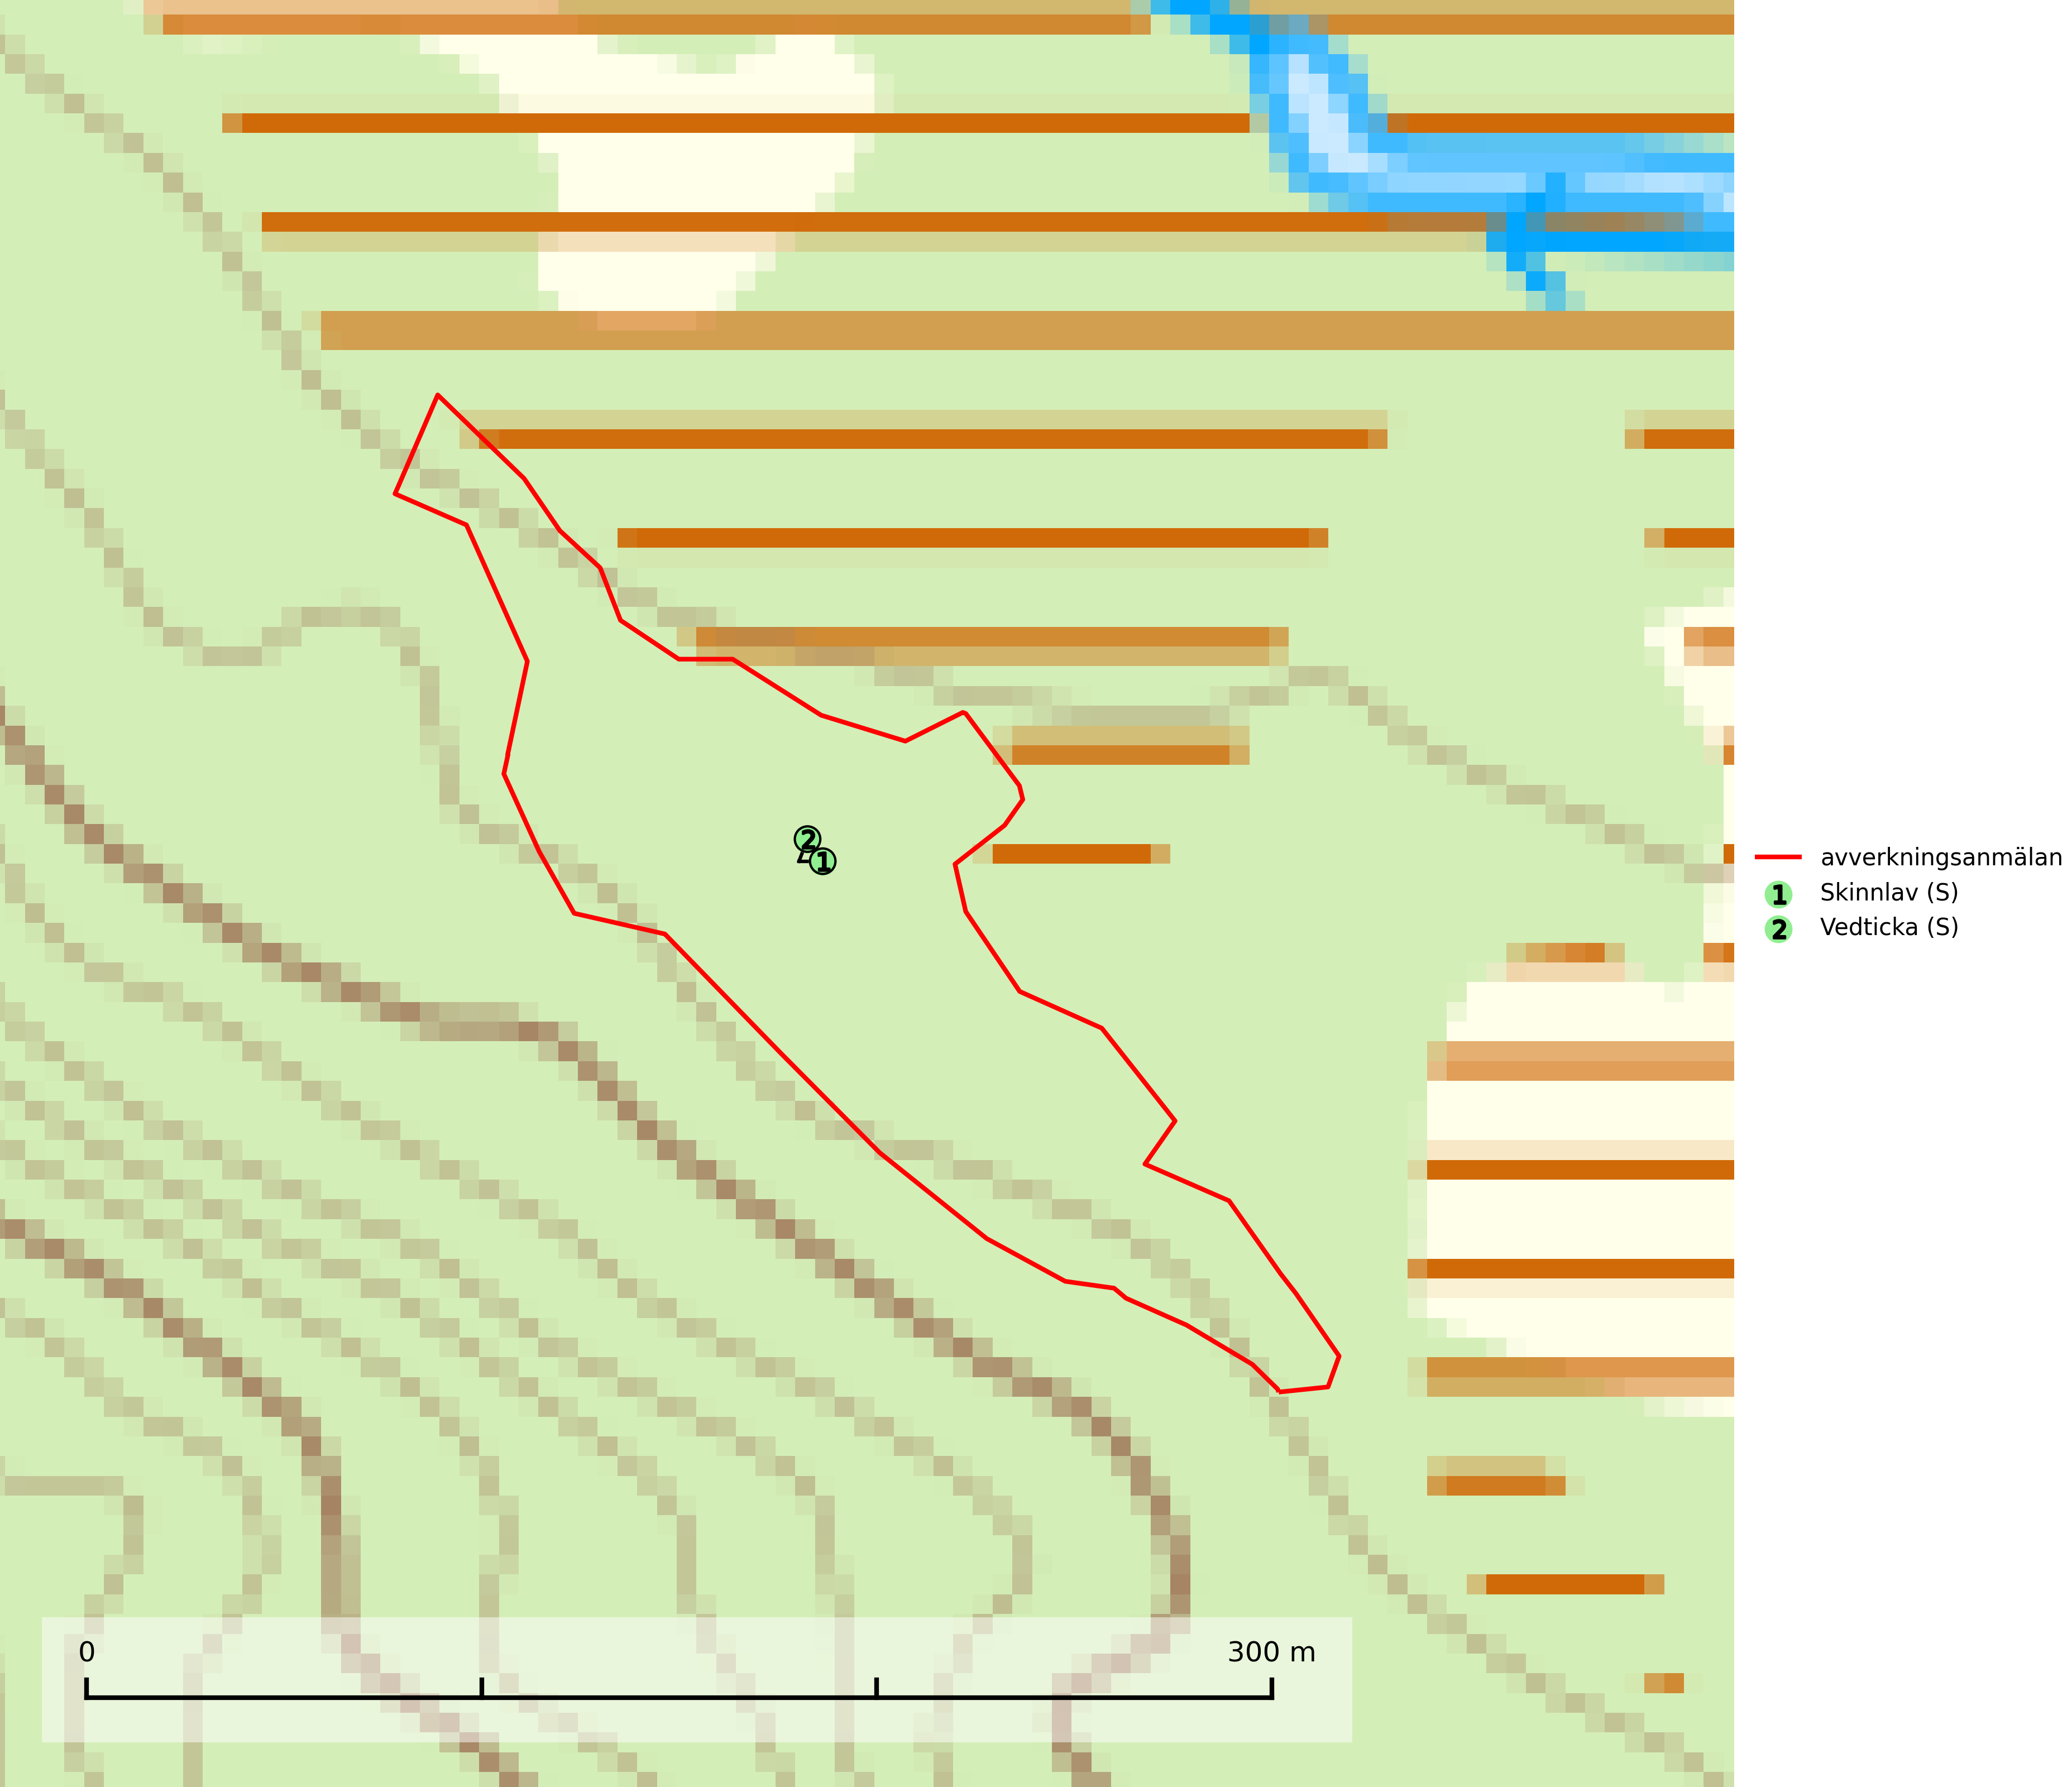 2
1
avverkningsanmälan
1 Skinnlav (S)
2 Vedticka (S)
0 300 m